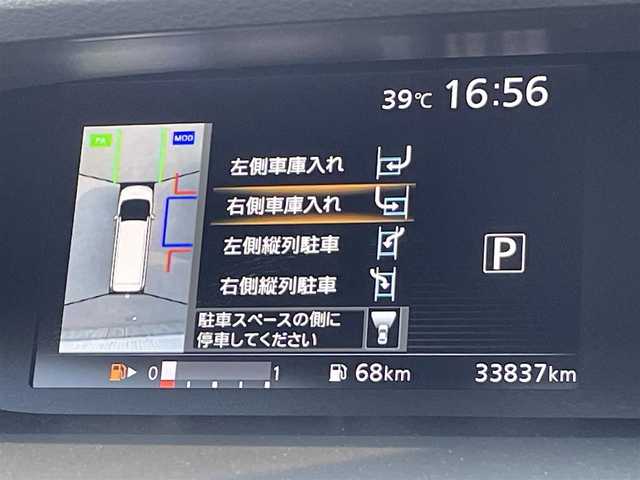 39℃ 16:56
PA
MOD
左側車庫入れ
右側車庫入れ
左側縦列駐車
右側縦列駐車
P
駐車スペースの側に
停車してください
0 1 68km 33837km